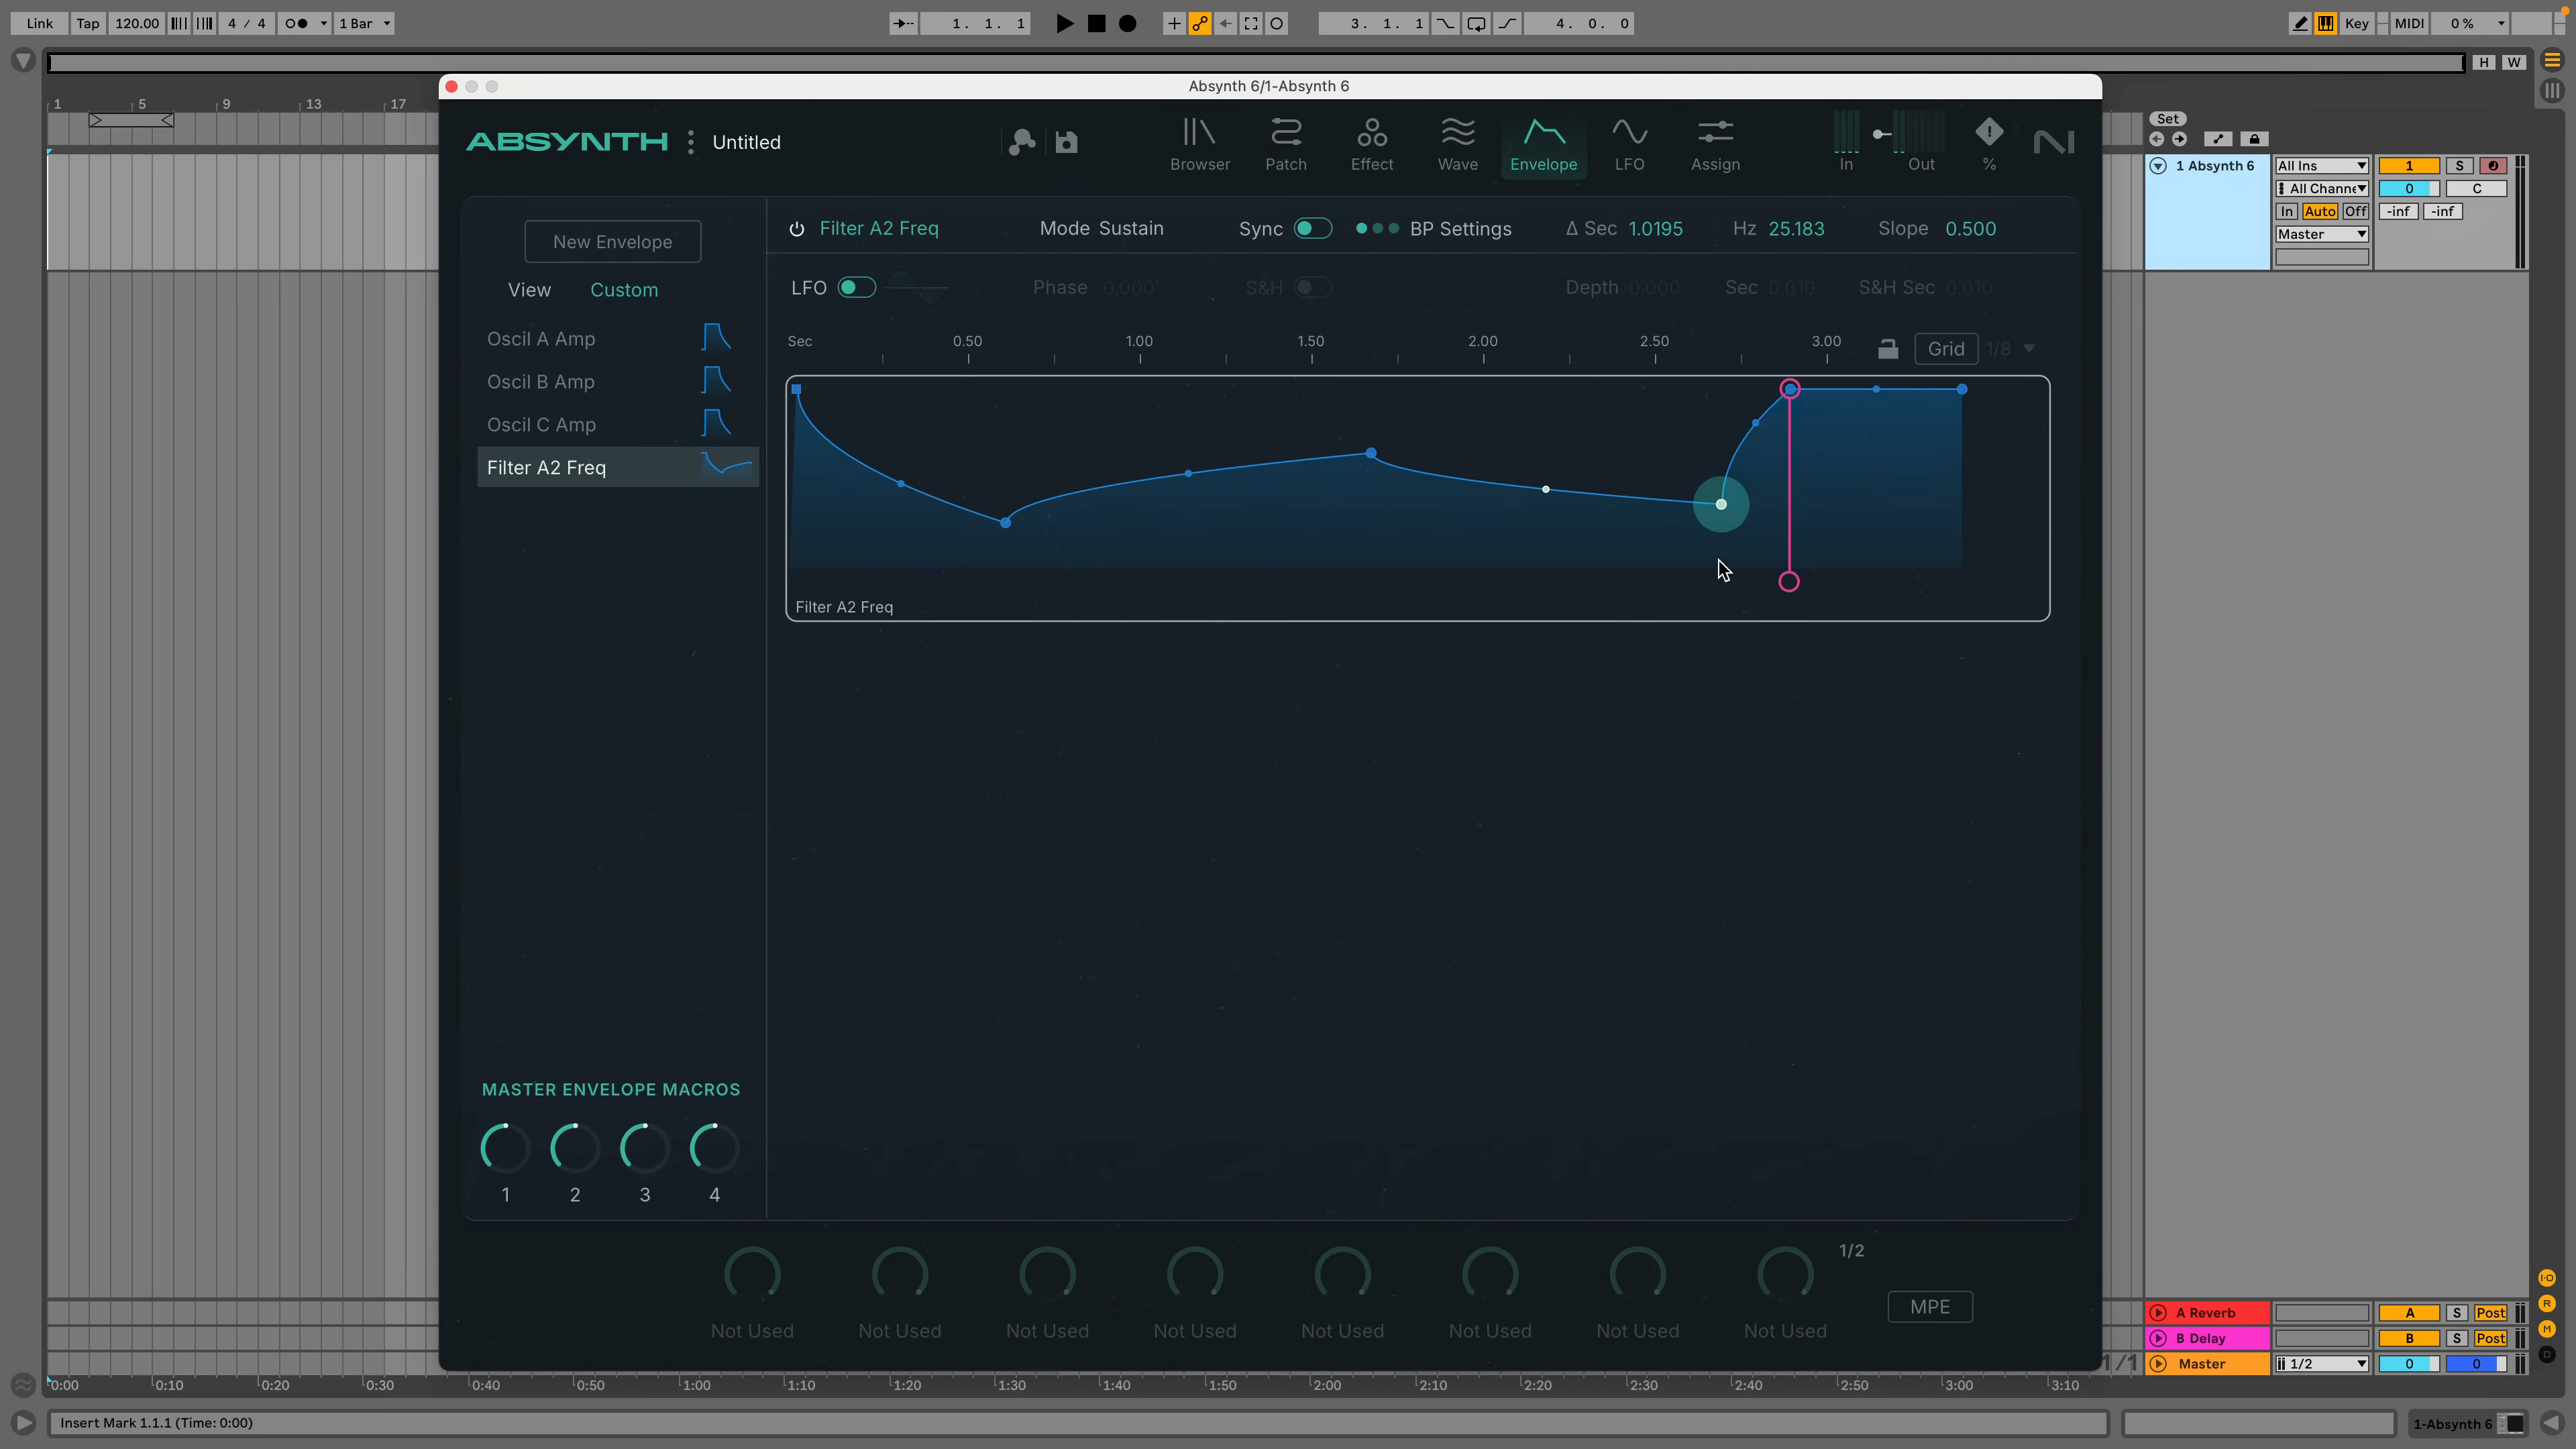 Link Tap 120.00 4 / 4 1 Bar 1. 1. 1 3. 1. 1 4. 0. 0 Key MIDI 0 %
H W
Absynth 6/1-Absynth 6
1 5 9 13 17
Set
ABSYNTH Untitled
Browser Patch Effect Wave Envelope LFO Assign In Out %
1 Absynth 6 All Ins 1 S
All Channe 0 C
In Auto Off -inf -inf
Master
New Envelope
Filter A2 Freq Mode Sustain Sync BP Settings Δ Sec 1.0195 Hz 25.183 Slope 0.500
View Custom
LFO Phase 0.000° S&H Depth 0.000 Sec 0.010 S&H Sec 0.010
Sec 0.50 1.00 1.50 2.00 2.50 3.00 Grid 1/8
Oscil A Amp
Oscil B Amp
Oscil C Amp
Filter A2 Freq
Filter A2 Freq
MASTER ENVELOPE MACROS
1 2 3 4
1/2
MPE
Not Used Not Used Not Used Not Used Not Used Not Used Not Used Not Used
I·O
R
M
D
A Reverb A S Post
B Delay B S Post
1/1 Master 1/2 0 0
0:00 0:10 0:20 0:30 0:40 0:50 1:00 1:10 1:20 1:30 1:40 1:50 2:00 2:10 2:20 2:30 2:40 2:50 3:00 3:10
Insert Mark 1.1.1 (Time: 0:00) 1-Absynth 6